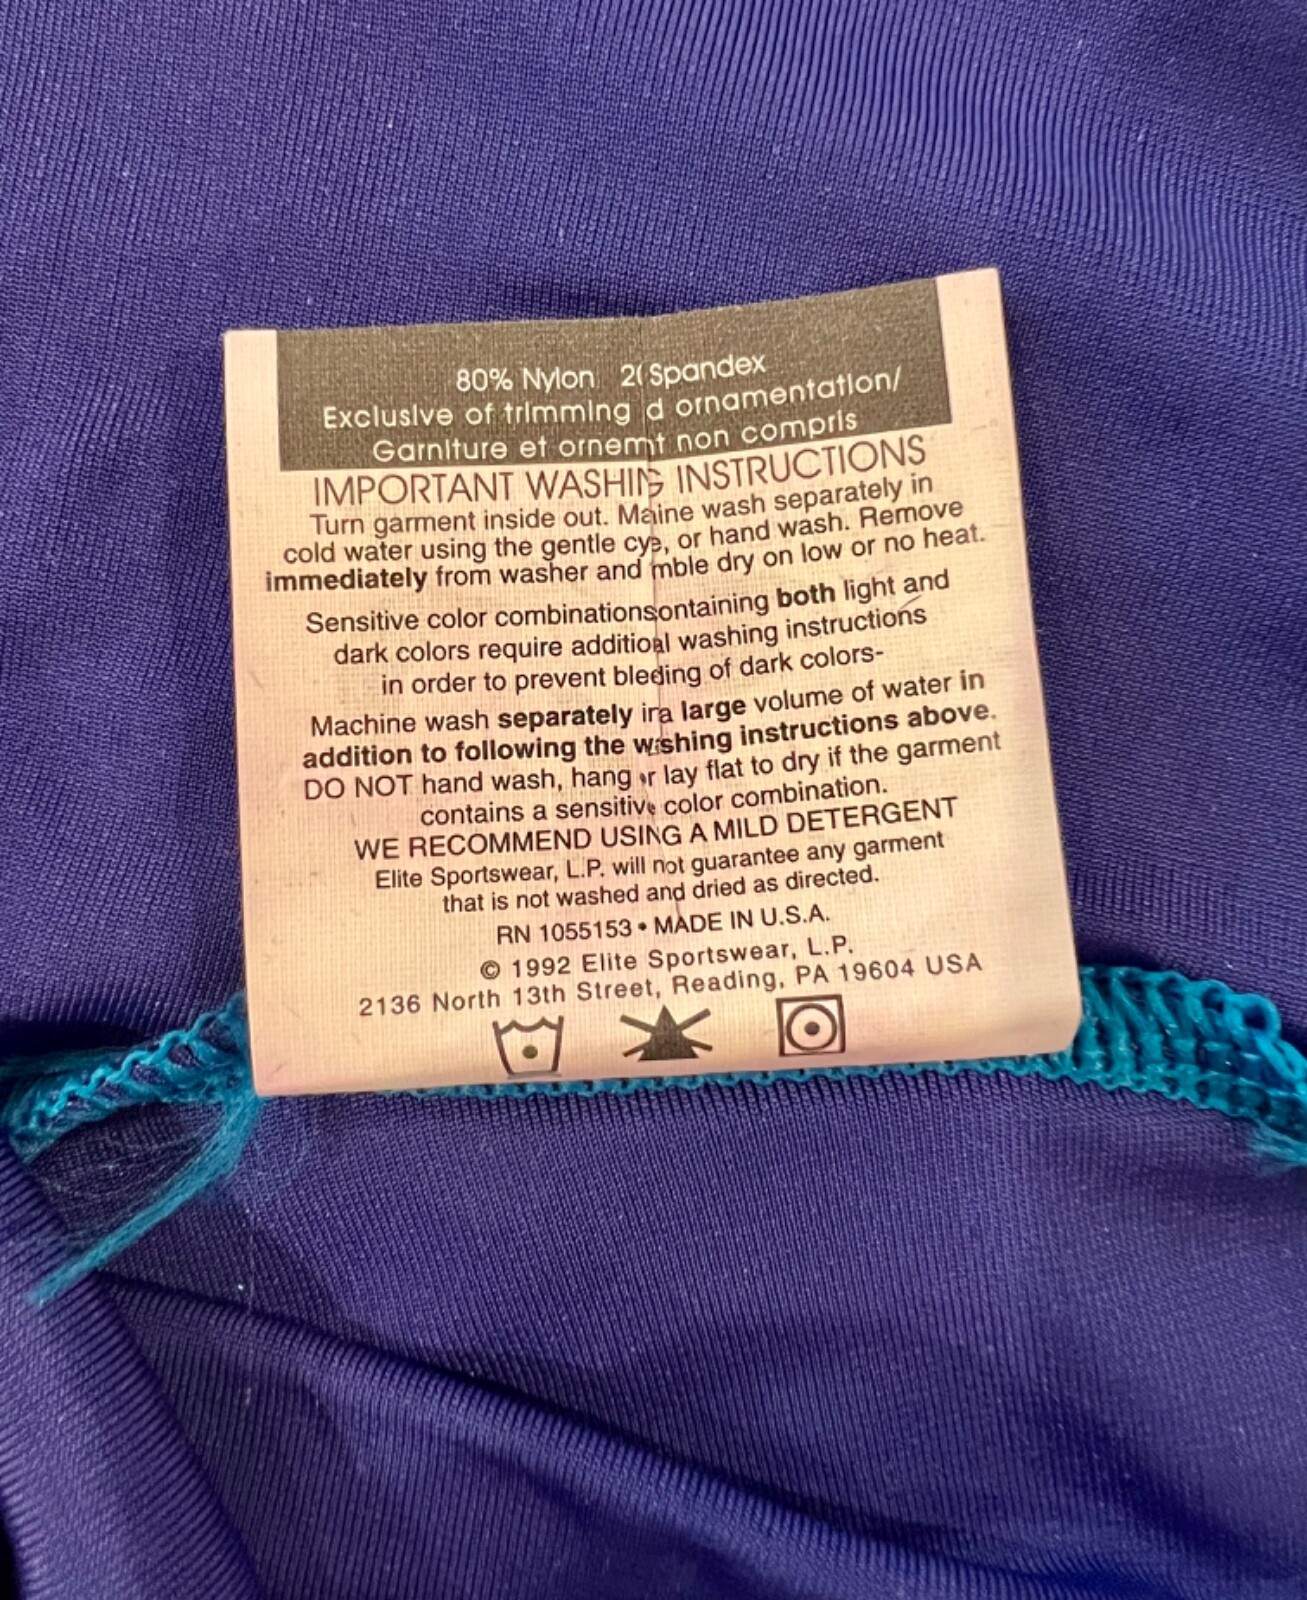 80% Nylon 2( Spandex
Exclusive of trimming d ornamentation/
Garniture et ornemt non compris
IMPORTANT WASHING INSTRUCTIONS
Turn garment inside out. Maine wash separately in
cold water using the gentle cye, or hand wash. Remove
immediately from washer and mble dry on low or no heat.
Sensitive color combinationsontaining both light and
dark colors require additioal washing instructions
in order to prevent bleding of dark colors-
Machine wash separately in a large volume of water in
addition to following the washing instructions above.
DO NOT hand wash, hang or lay flat to dry if the garment
contains a sensitive color combination.
WE RECOMMEND USING A MILD DETERGENT
Elite Sportswear, L.P. will not guarantee any garment
that is not washed and dried as directed.
RN 1055153 • MADE IN U.S.A.
© 1992 Elite Sportswear, L.P.
2136 North 13th Street, Reading, PA 19604 USA